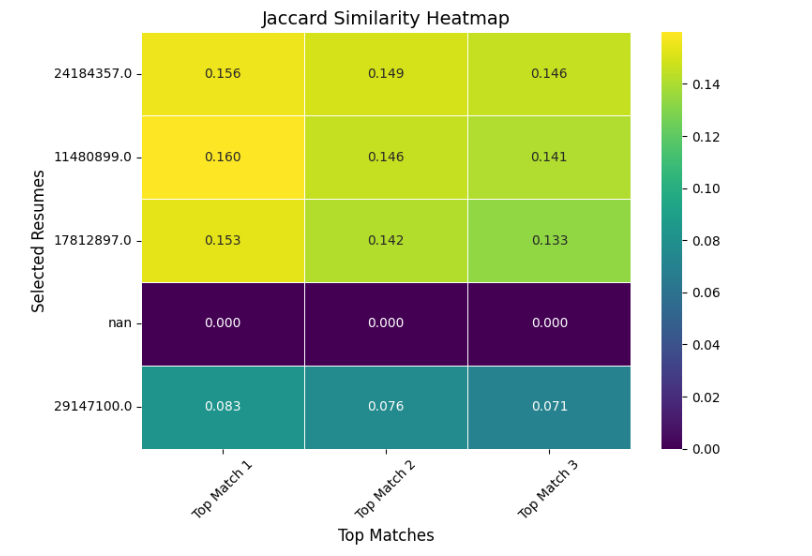 Jaccard Similarity Heatmap
Selected Resumes
24184357.0 0.156 0.149 0.146
11480899.0 0.160 0.146 0.141
17812897.0 0.153 0.142 0.133
nan 0.000 0.000 0.000
29147100.0 0.083 0.076 0.071
Top Match 1 Top Match 2 Top Match 3
Top Matches
0.14
0.12
0.10
0.08
0.06
0.04
0.02
0.00